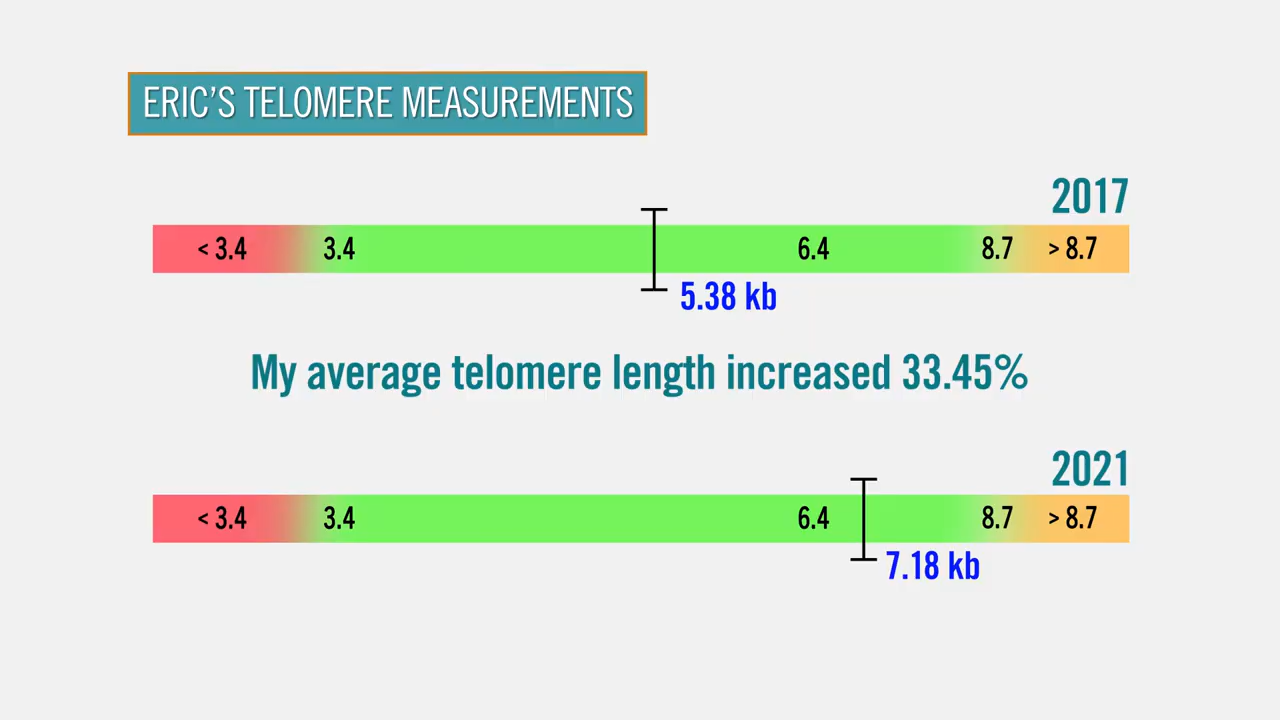 ERIC'S TELOMERE MEASUREMENTS
2017
< 3.4 3.4 6.4 8.7 > 8.7
5.38 kb
My average telomere length increased 33.45%
2021
< 3.4 3.4 6.4 8.7 > 8.7
7.18 kb